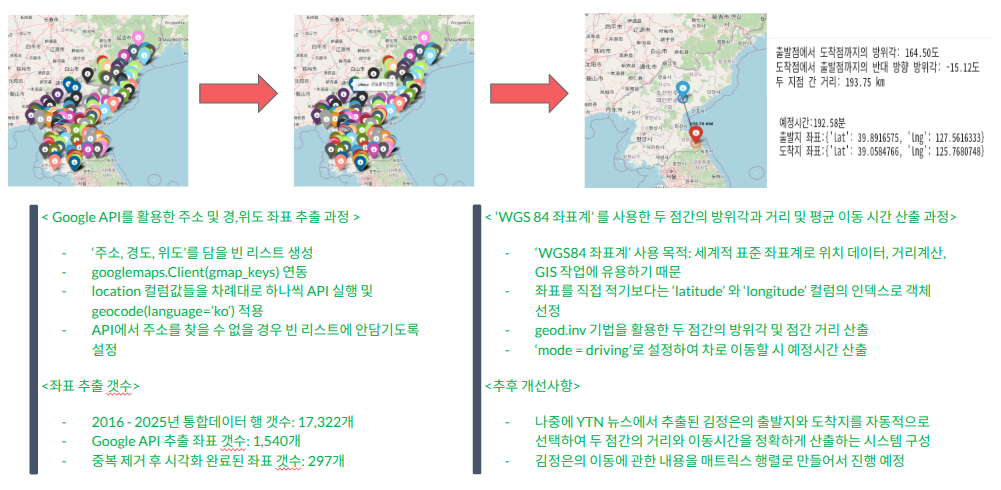 출발점에서 도착점까지의 방위각: 164.50도
도착점에서 출발점까지의 반대 방향 방위각: -15.12도
두 지점 간 거리: 193.75 km
예정시간:192.58분
출발지 좌표:{'lat': 39.8916575, 'lng': 127.5616333}
도착지 좌표:{'lat': 39.0584766, 'lng': 125.7680748}
< Google API를 활용한 주소 및 경,위도 좌표 추출 과정 >
- '주소, 경도, 위도'를 담을 빈 리스트 생성
- googlemaps.Client(gmap_keys) 연동
- location 컬럼값들을 차례대로 하나씩 API 실행 및
geocode(language='ko') 적용
- API에서 주소를 찾을 수 없을 경우 빈 리스트에 안담기도록
설정
<좌표 추출 갯수>
- 2016 - 2025년 통합데이터 행 갯수: 17,322개
- Google API 추출 좌표 갯수: 1,540개
- 중복 제거 후 시각화 완료된 좌표 갯수: 297개
< 'WGS 84 좌표계' 를 사용한 두 점간의 방위각과 거리 및 평균 이동 시간 산출 과정>
- 'WGS84 좌표계' 사용 목적: 세계적 표준 좌표계로 위치 데이터, 거리계산,
GIS 작업에 유용하기 때문
- 좌표를 직접 적기보다는 'latitude' 와 'longitude' 컬럼의 인덱스로 객체
선정
- geod.inv 기법을 활용한 두 점간의 방위각 및 점간 거리 산출
- 'mode = driving'로 설정하여 차로 이동할 시 예정시간 산출
<추후 개선사항>
- 나중에 YTN 뉴스에서 추출된 김정은의 출발지와 도착지를 자동적으로
선택하여 두 점간의 거리와 이동시간을 정확하게 산출하는 시스템 구성
- 김정은의 이동에 관한 내용을 매트릭스 행렬로 만들어서 진행 예정